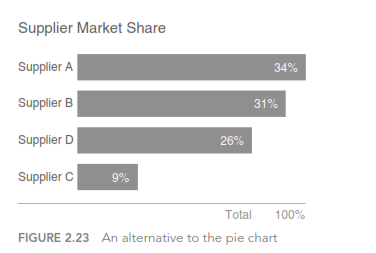 Supplier Market Share
Supplier A 34%
Supplier B 31%
Supplier D 26%
Supplier C 9%
Total 100%
FIGURE 2.23 An alternative to the pie chart